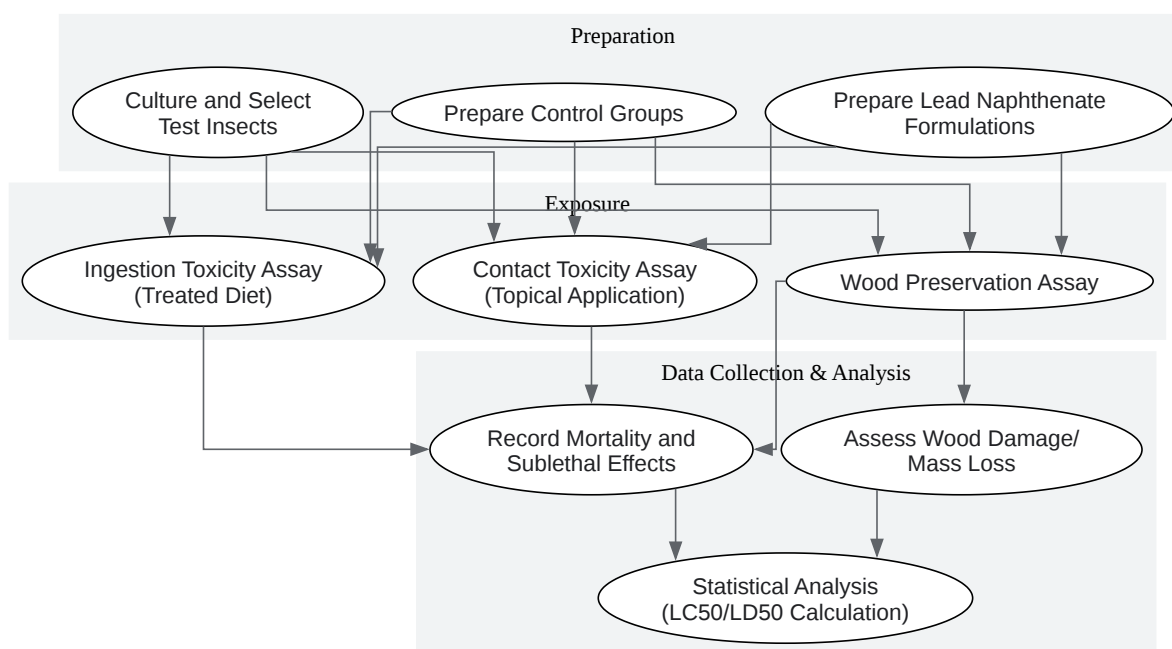 Preparation
Culture and Select
Test Insects
Prepare Control Groups
Prepare Lead Naphthenate
Formulations
Exposure
Ingestion Toxicity Assay
(Treated Diet)
Contact Toxicity Assay
(Topical Application)
Wood Preservation Assay
Data Collection & Analysis
Record Mortality and
Sublethal Effects
Assess Wood Damage/
Mass Loss
Statistical Analysis
(LC50/LD50 Calculation)